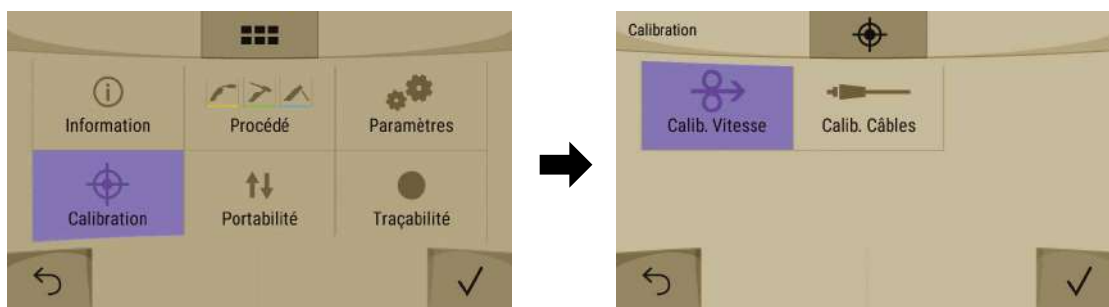 Information
Procédé
Paramètres
Calibration
Portabilité
Traçabilité
Calibration
Calib. Vitesse
Calib. Câbles